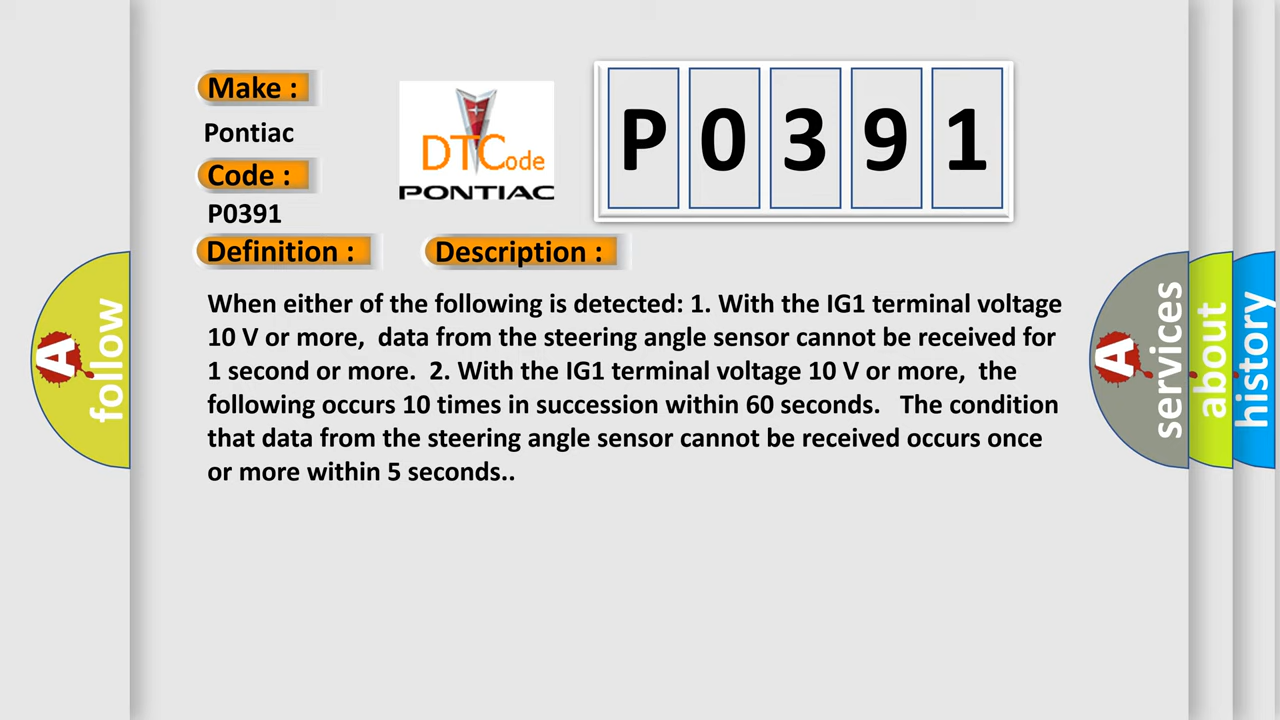 Make :
Pontiac
Code :
P0391
DTCode
PONTIAC
P0391
Definition :
Description :
When either of the following is detected: 1. With the IG1 terminal voltage
10 V or more,  data from the steering angle sensor cannot be received for
1 second or more.  2. With the IG1 terminal voltage 10 V or more,  the
following occurs 10 times in succession within 60 seconds.   The condition
that data from the steering angle sensor cannot be received occurs once
or more within 5 seconds..
A follow
A services
about
history